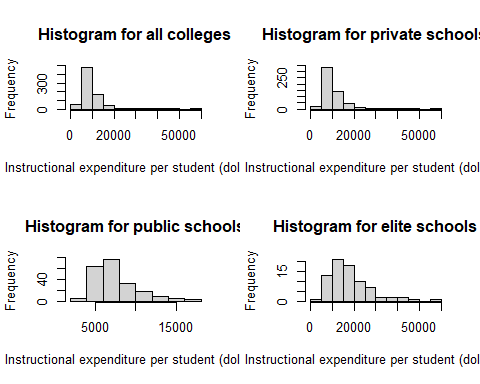 Histogram for all colleges
Frequency
0
300
0
20000
50000
Instructional expenditure per student (dol
Histogram for private schools
Frequency
0
250
0
20000
50000
Instructional expenditure per student (dol
Histogram for public schools
Frequency
0
40
5000
15000
Instructional expenditure per student (dol
Histogram for elite schools
Frequency
0
15
0
20000
50000
Instructional expenditure per student (dol